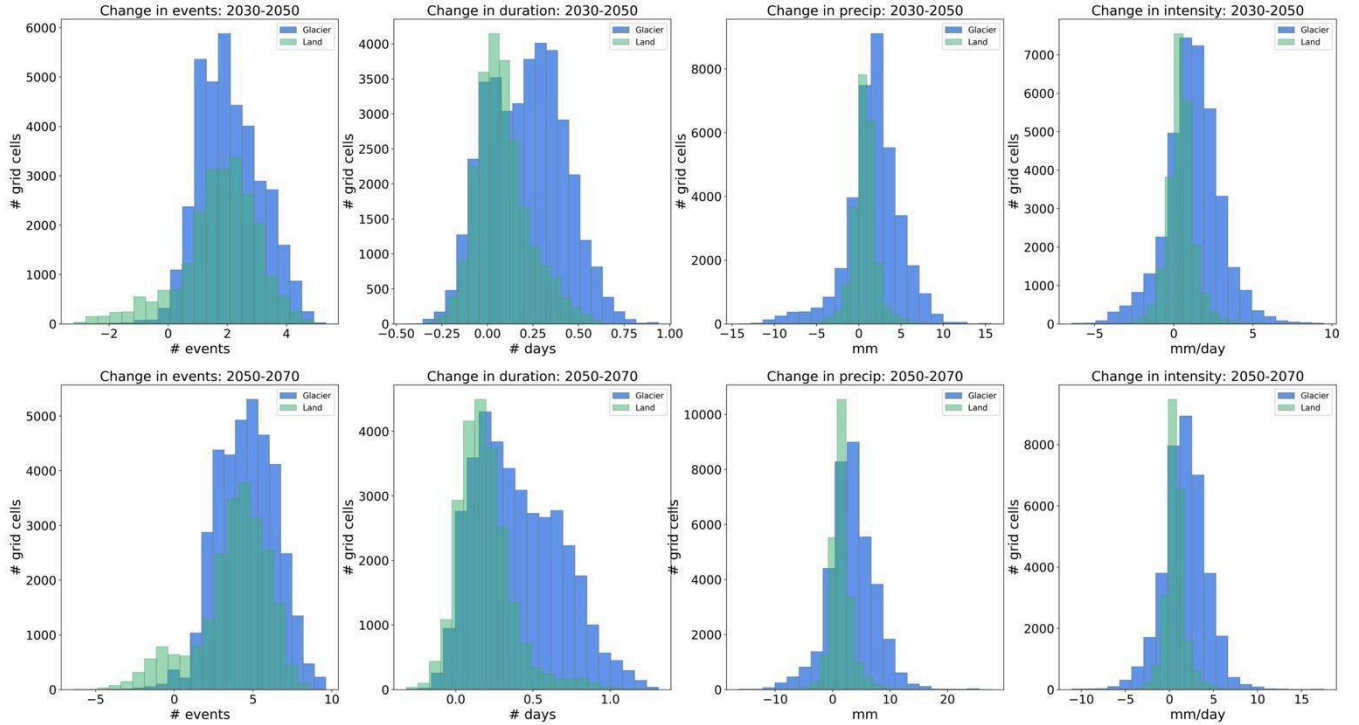 Change in events: 2030-2050
Glacier
Land
# grid cells
6000
5000
4000
3000
2000
1000
0
−2
0
2
4
# events
Change in duration: 2030-2050
Glacier
Land
# grid cells
4000
3500
3000
2500
2000
1500
1000
500
0
−0.50
−0.25
0.00
0.25
0.50
0.75
1.00
# days
Change in precip: 2030-2050
Glacier
Land
# grid cells
8000
6000
4000
2000
0
−15
−10
−5
0
5
10
15
mm
Change in intensity: 2030-2050
Glacier
Land
# grid cells
7000
6000
5000
4000
3000
2000
1000
0
−5
0
5
10
mm/day
Change in events: 2050-2070
Glacier
Land
# grid cells
5000
4000
3000
2000
1000
0
−5
0
5
10
# events
Change in duration: 2050-2070
Glacier
Land
# grid cells
4000
3000
2000
1000
0
0.0
0.5
1.0
# days
Change in precip: 2050-2070
Glacier
Land
# grid cells
10000
8000
6000
4000
2000
0
−10
0
10
20
mm
Change in intensity: 2050-2070
Glacier
Land
# grid cells
8000
6000
4000
2000
0
−10
−5
0
5
10
15
mm/day